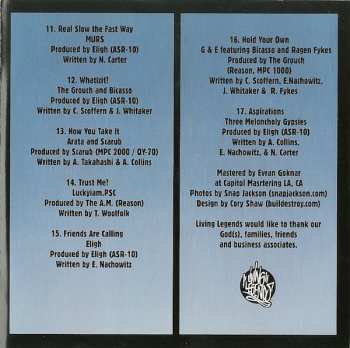 11. Real Slow the Fast Way
MURS
Produced by Eligh (ASR-10)
Written by N. Carter
12. Whatizit?
The Grouch and Bicasso
Produced by Eligh (ASR-10)
Written by C. Scoffern & J. Whitaker
13. How You Take It
Arata and Scarub
Produced by Scarub (MPC 2000 / QY-70)
Written by A. Takahashi & A. Collins
14. Trust Me!
Luckyiam.PSC
Produced by The A.M. (Reason)
Written by T. Woolfolk
15. Friends Are Calling
Eligh
Produced by Eligh (ASR-10)
Written by E. Nachowitz
16. Hold Your Own
G & E featuring Bicasso and Ragen Fykes
Produced by The Grouch
(Reason, MPC 1000)
Written by C. Scoffern, E.Nachowitz,
J. Whitaker & R. Fykes
17. Aspirations
Three Melancholy Gypsies
Produced by Eligh (ASR-10)
Written by A. Collins,
E. Nachowitz, & N. Carter
Mastered by Evran Goknar
at Capitol Masrtering LA, CA
Photos by Snap Jackson (snapjackson.com)
Design by Cory Shaw (buildestroy.com)
Living Legends would like to thank our
God(s), families, friends
and business associates.
LIVING
LEGENDS